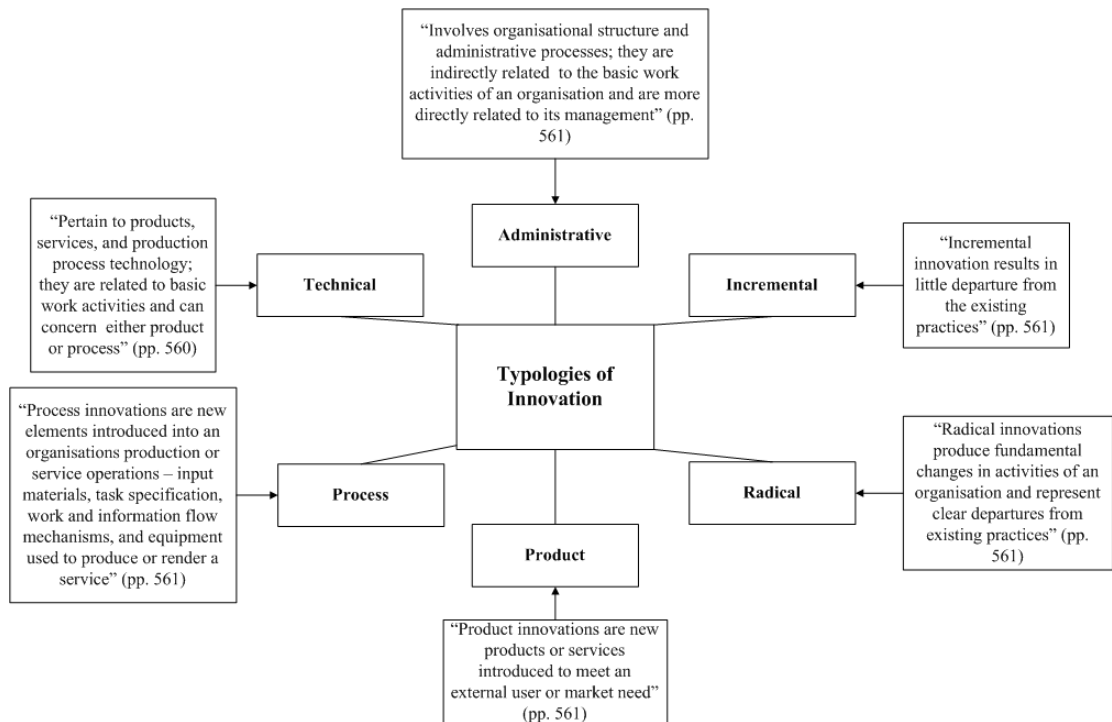 “Involves organisational structure and
administrative processes; they are
indirectly related to the basic work
activities of an organisation and are more
directly related to its management” (pp.
561)
Administrative
“Pertain to products,
services, and production
process technology;
they are related to basic
work activities and can
concern either product
or process” (pp. 560)
Technical
Incremental
“Incremental
innovation results in
little departure from
the existing
practices” (pp. 561)
Typologies of
Innovation
“Process innovations are new
elements introduced into an
organisations production or
service operations – input
materials, task specification,
work and information flow
mechanisms, and equipment
used to produce or render a
service” (pp. 561)
Process
Radical
“Radical innovations
produce fundamental
changes in activities of an
organisation and represent
clear departures from
existing practices” (pp.
561)
Product
“Product innovations are new
products or services
introduced to meet an
external user or market need”
(pp. 561)